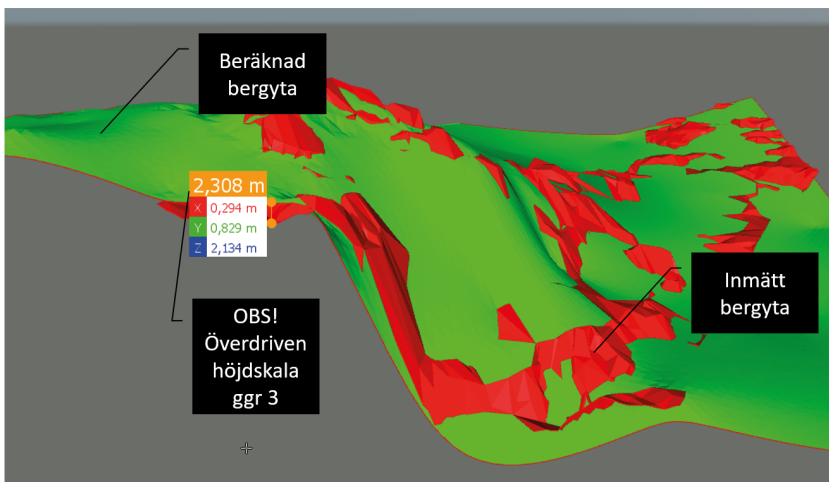 Beräknad
bergyta
2,308 m
X 0,294 m
Y 0,829 m
Z 2,134 m
OBS!
Överdriven
höjdskala
ggr 3
Inmätt
bergyta